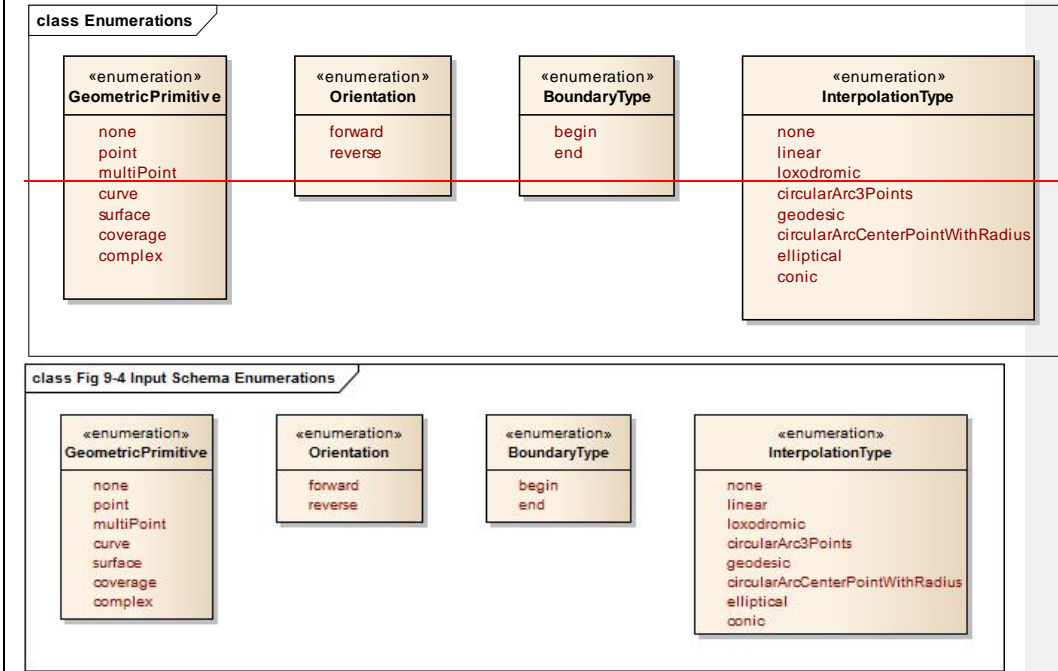 class Enumerations
«enumeration»
GeometricPrimitive
none
point
multiPoint
curve
surface
coverage
complex
«enumeration»
Orientation
forward
reverse
«enumeration»
BoundaryType
begin
end
«enumeration»
InterpolationType
none
linear
loxodromic
circularArc3Points
geodesic
circularArcCenterPointWithRadius
elliptical
conic
class Fig 9-4 Input Schema Enumerations
«enumeration»
GeometricPrimitive
none
point
multiPoint
curve
surface
coverage
complex
«enumeration»
Orientation
forward
reverse
«enumeration»
BoundaryType
begin
end
«enumeration»
InterpolationType
none
linear
loxodromic
circularArc3Points
geodesic
circularArcCenterPointWithRadius
elliptical
conic